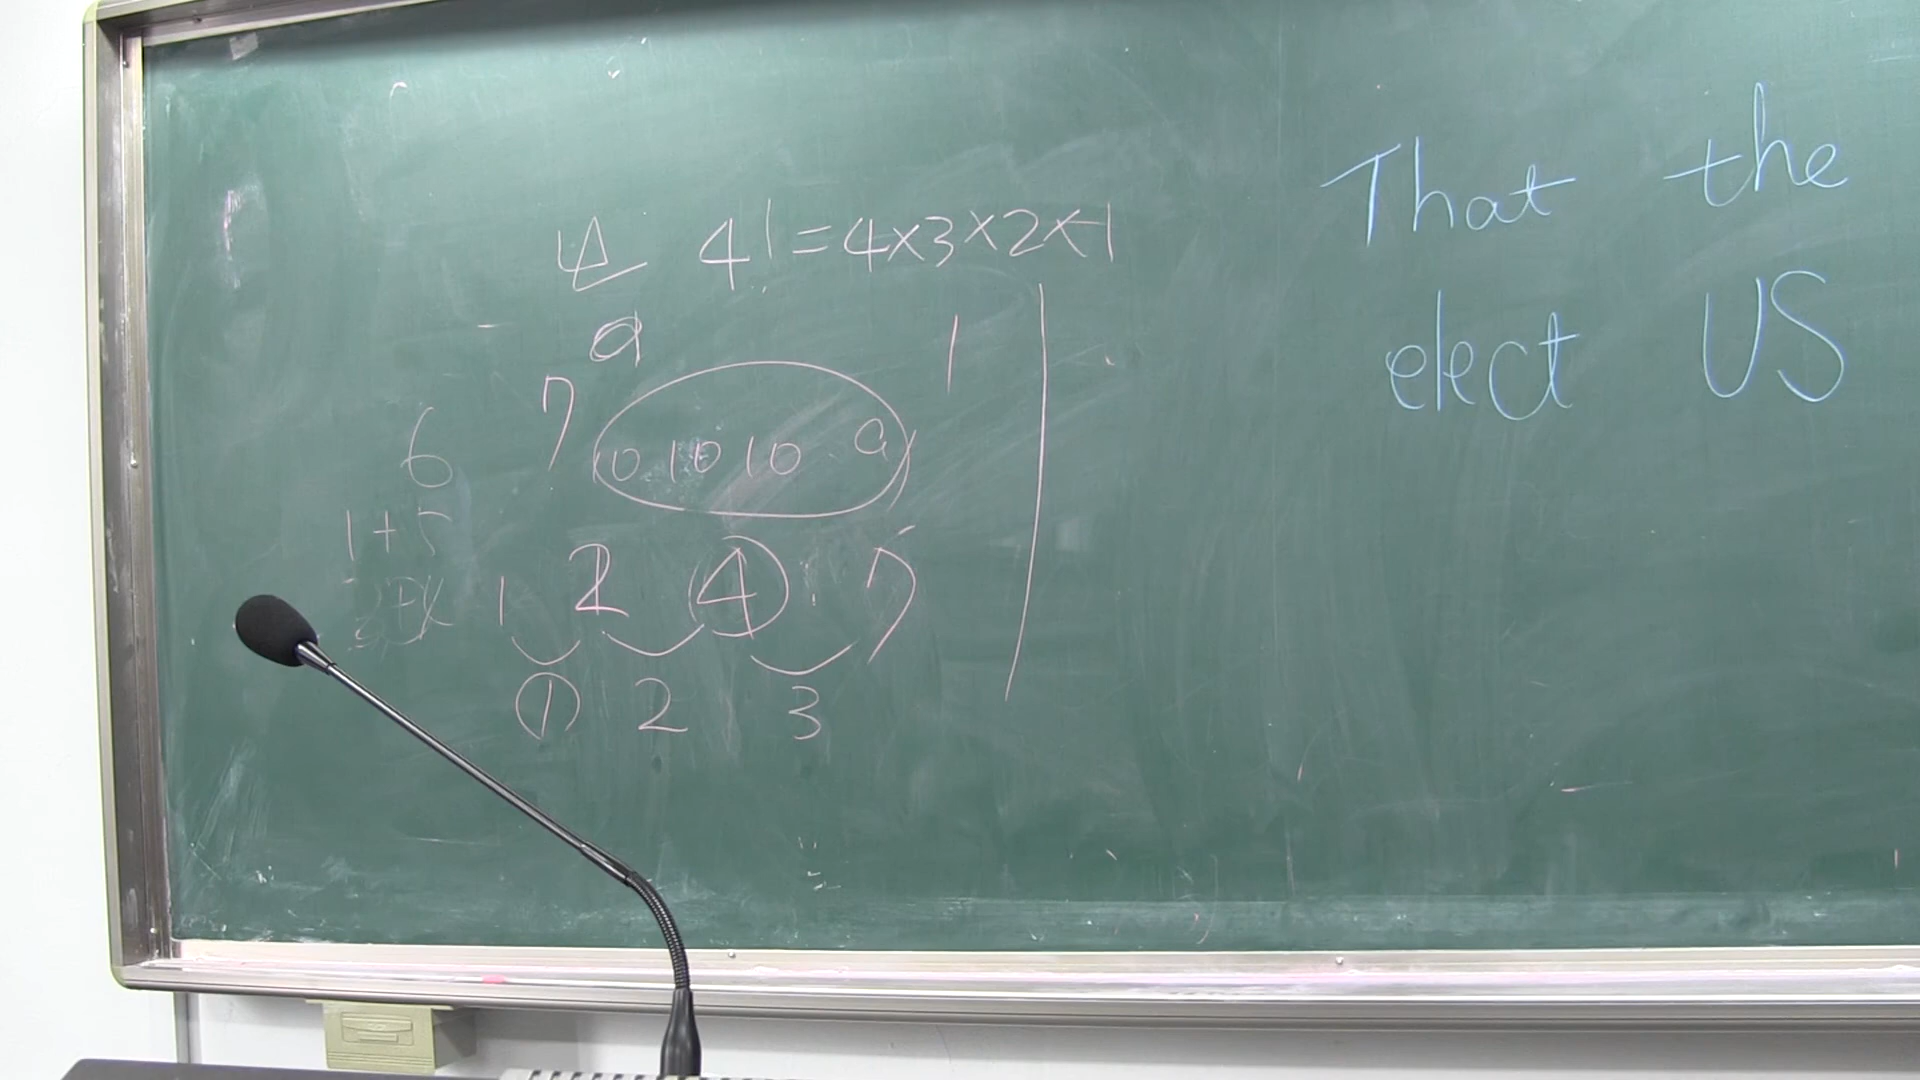 4 4! = 4×3×2×1
a
7 1
6 10 10 10 a
1+5
1 2 4 7
1 2 3
That the
elect US